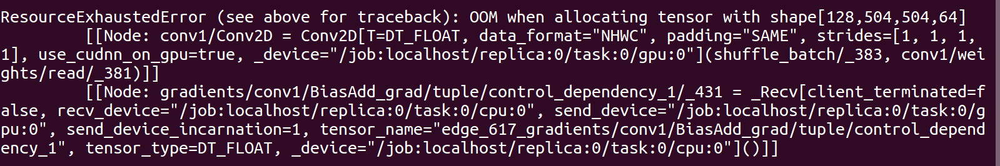 ResourceExhaustedError (see above for traceback): OOM when allocating tensor with shape[128,504,504,64]
[[Node: conv1/Conv2D = Conv2D[T=DT_FLOAT, data_format="NHWC", padding="SAME", strides=[1, 1, 1,
1], use_cudnn_on_gpu=true, _device="/job:localhost/replica:0/task:0/gpu:0"](shuffle_batch/_383, conv1/wei
ghts/read/_381)]]
[[Node: gradients/conv1/BiasAdd_grad/tuple/control_dependency_1/_431 = _Recv[client_terminated=f
alse, recv_device="/job:localhost/replica:0/task:0/cpu:0", send_device="/job:localhost/replica:0/task:0/g
pu:0", send_device_incarnation=1, tensor_name="edge_617_gradients/conv1/BiasAdd_grad/tuple/control_depend
ency_1", tensor_type=DT_FLOAT, _device="/job:localhost/replica:0/task:0/cpu:0"]()]]